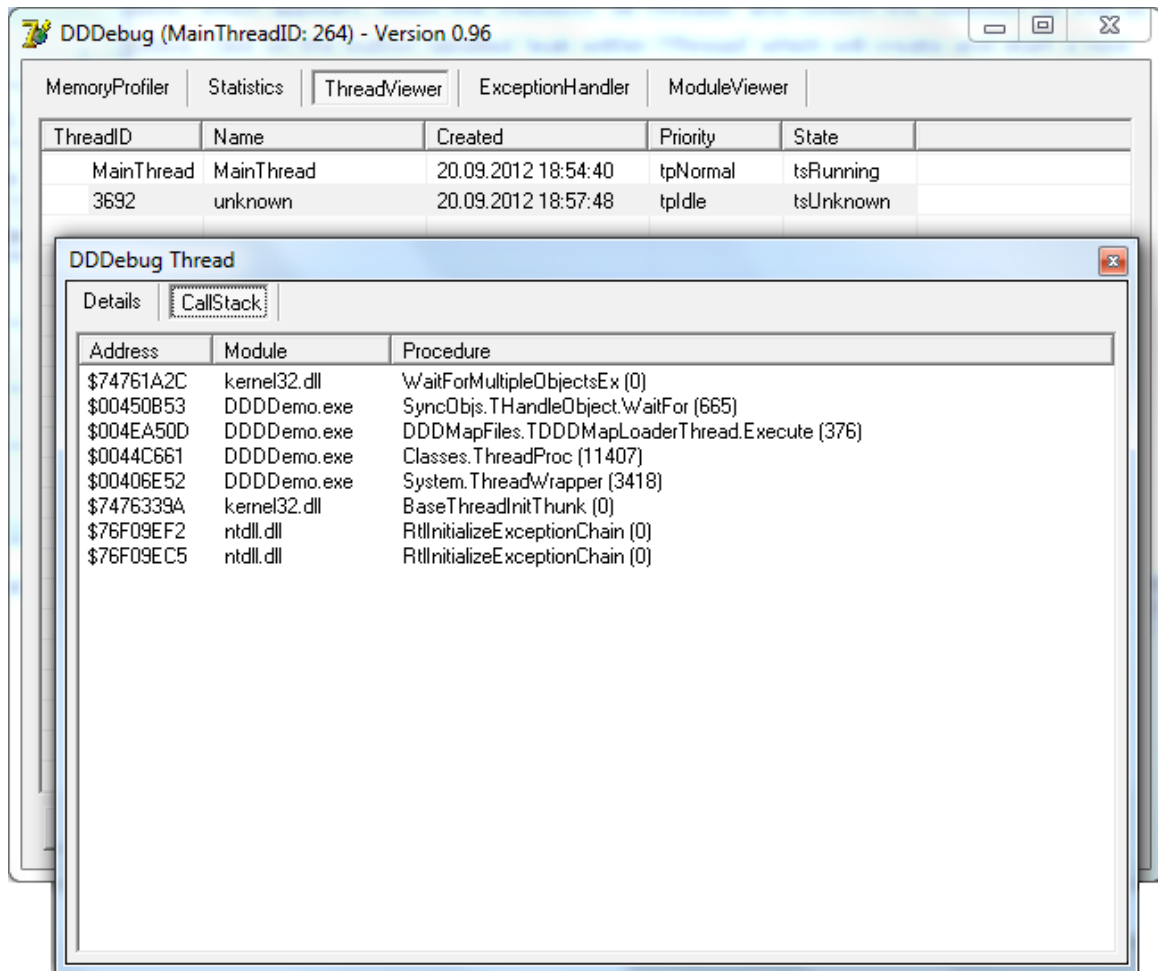 DDDebug (MainThreadID: 264) - Version 0.96
MemoryProfiler Statistics ThreadViewer ExceptionHandler ModuleViewer
ThreadID Name Created Priority State
MainThread MainThread 20.09.2012 18:54:40 tpNormal tsRunning
3692 unknown 20.09.2012 18:57:48 tpIdle tsUnknown
DDDebug Thread
Details CallStack
Address Module Procedure
$74761A2C kernel32.dll WaitForMultipleObjectsEx (0)
$00450B53 DDDDemo.exe SyncObjs.THandleObject.WaitFor (665)
$004EA50D DDDDemo.exe DDDMapFiles.TDDDMapLoaderThread.Execute (376)
$0044C661 DDDDemo.exe Classes.ThreadProc (11407)
$00406E52 DDDDemo.exe System.ThreadWrapper (3418)
$7476339A kernel32.dll BaseThreadInitThunk (0)
$76F09EF2 ntdll.dll RtlInitializeExceptionChain (0)
$76F09EC5 ntdll.dll RtlInitializeExceptionChain (0)